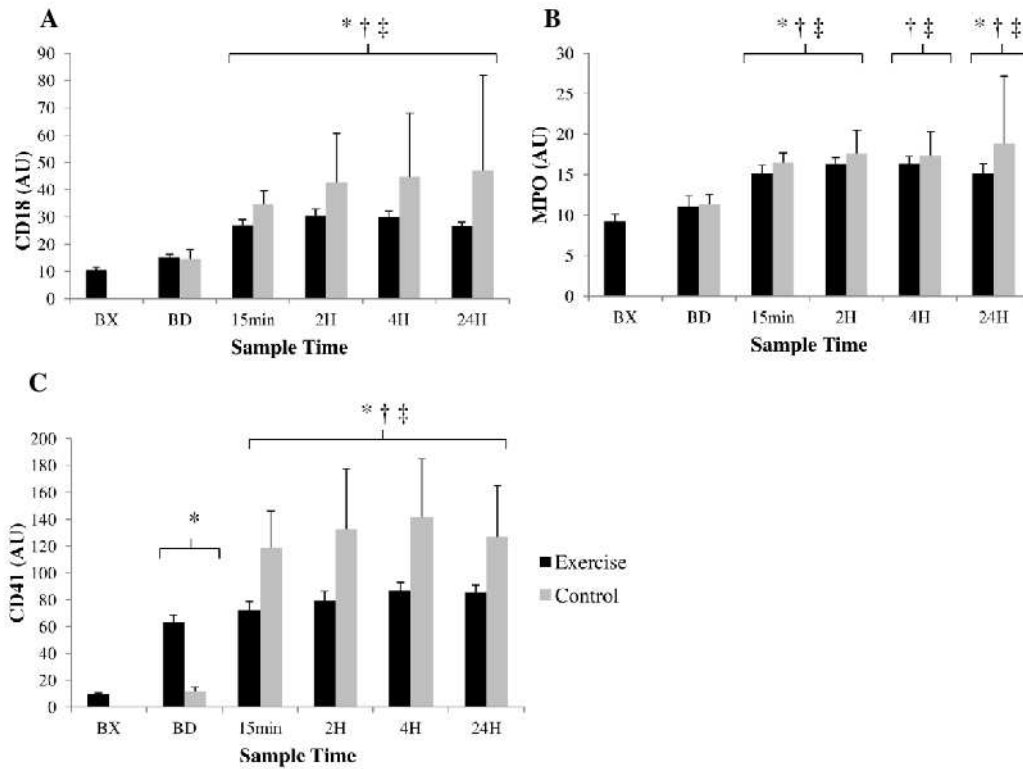 A
* † ‡
90
80
70
60
50
40
30
20
10
0
CD18 (AU)
BX BD 15min 2H 4H 24H
Sample Time
B
* † ‡ † ‡ * † ‡
30
25
20
15
10
5
0
MPO (AU)
BX BD 15min 2H 4H 24H
Sample Time
C
* † ‡
*
200
180
160
140
120
100
80
60
40
20
0
CD41 (AU)
BX BD 15min 2H 4H 24H
Sample Time
Exercise
Control